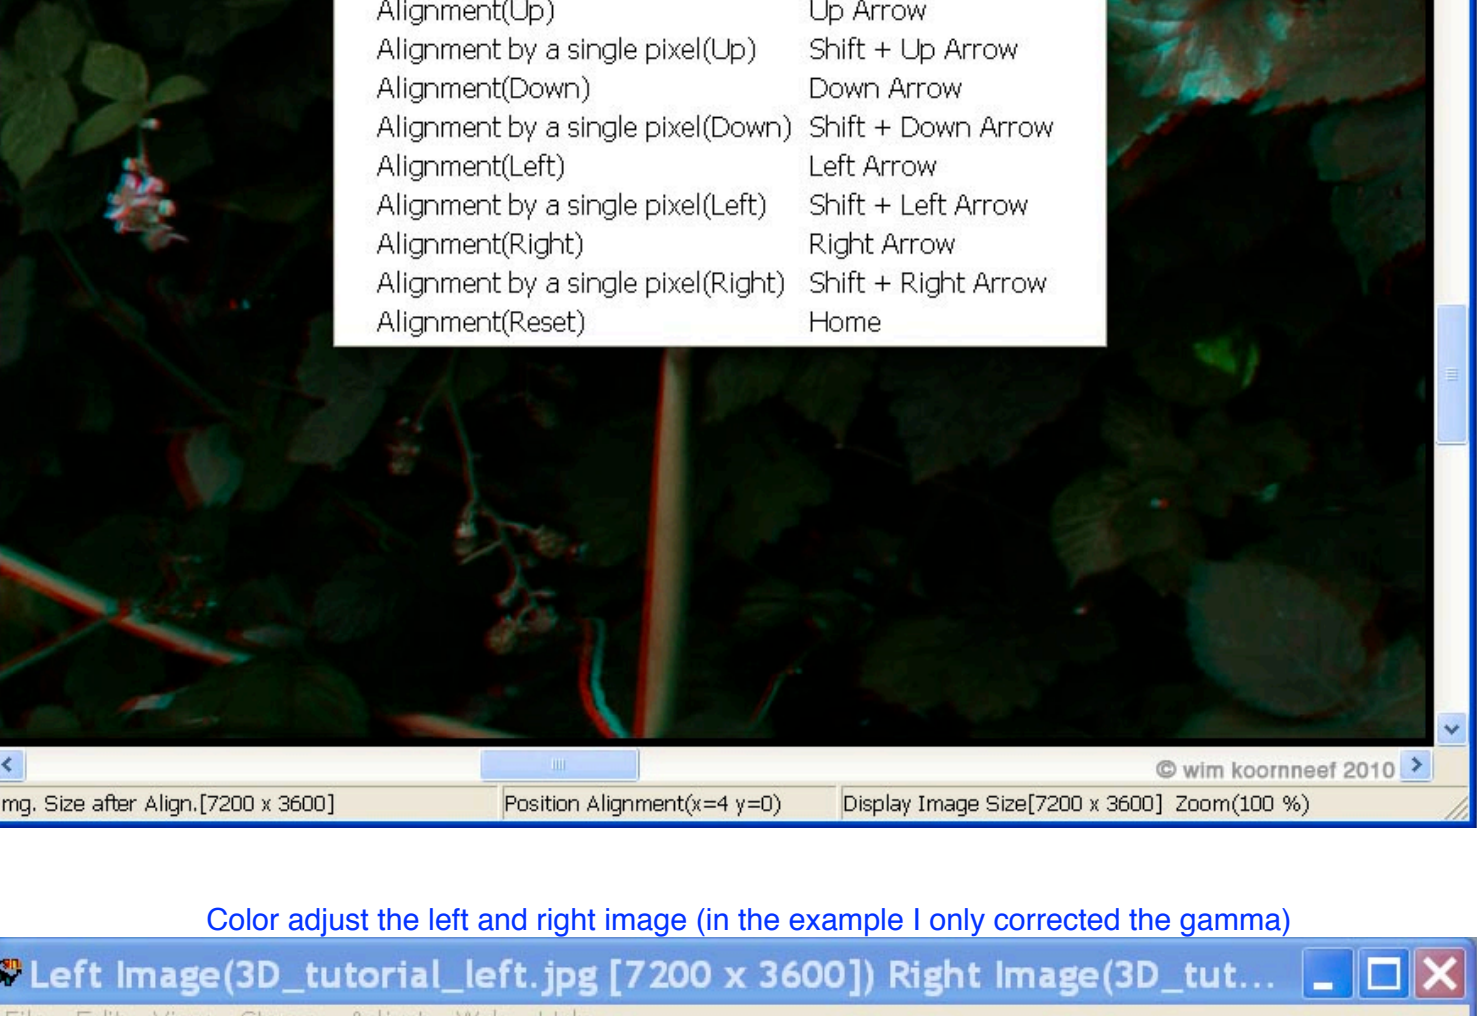 Alignment(Up) Up Arrow
Alignment by a single pixel(Up) Shift + Up Arrow
Alignment(Down) Down Arrow
Alignment by a single pixel(Down) Shift + Down Arrow
Alignment(Left) Left Arrow
Alignment by a single pixel(Left) Shift + Left Arrow
Alignment(Right) Right Arrow
Alignment by a single pixel(Right) Shift + Right Arrow
Alignment(Reset) Home
© wim koornneef 2010
mg. Size after Align.[7200 x 3600] Position Alignment(x=4 y=0) Display Image Size[7200 x 3600] Zoom(100 %)
Color adjust the left and right image (in the example I only corrected the gamma)
Left Image(3D_tutorial_left.jpg [7200 x 3600]) Right Image(3D_tut...